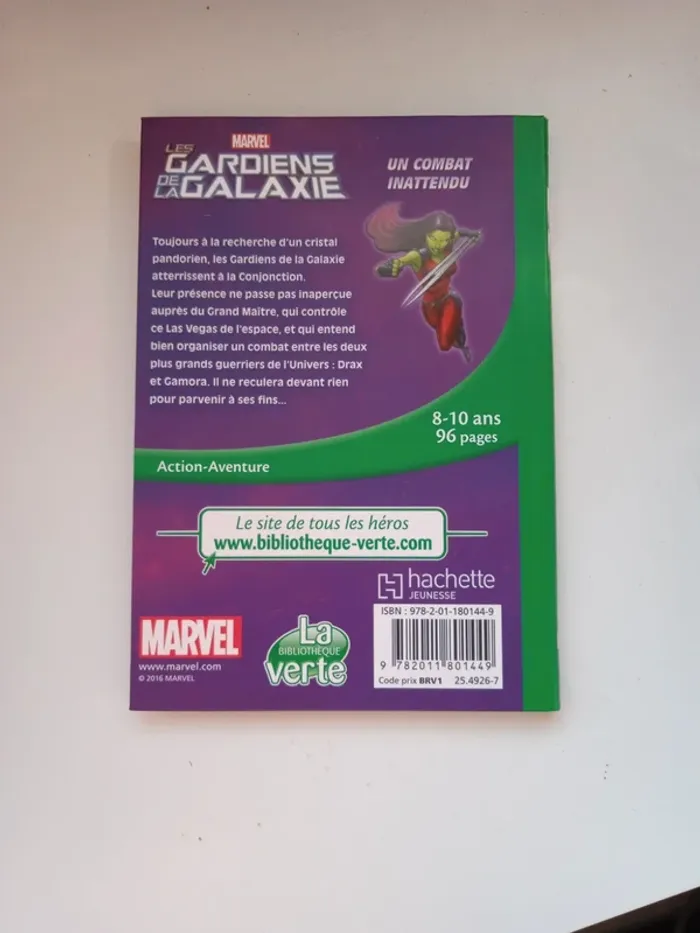 MARVEL
LES
GARDIENS
DE LA GALAXIE
UN COMBAT
INATTENDU
Toujours à la recherche d'un cristal
pandorien, les Gardiens de la Galaxie
atterrissent à la Conjonction.
Leur présence ne passe pas inaperçue
auprès du Grand Maître, qui contrôle
ce Las Vegas de l'espace, et qui entend
bien organiser un combat entre les deux
plus grands guerriers de l'Univers : Drax
et Gamora. Il ne reculera devant rien
pour parvenir à ses fins...
8-10 ans
96 pages
Action-Aventure
Le site de tous les héros
www.bibliotheque-verte.com
hachette
JEUNESSE
ISBN : 978-2-01-180144-9
9 782011 801449
Code prix BRV1 25.4926-7
MARVEL
www.marvel.com
© 2016 MARVEL
La
BIBLIOTHÈQUE
verte